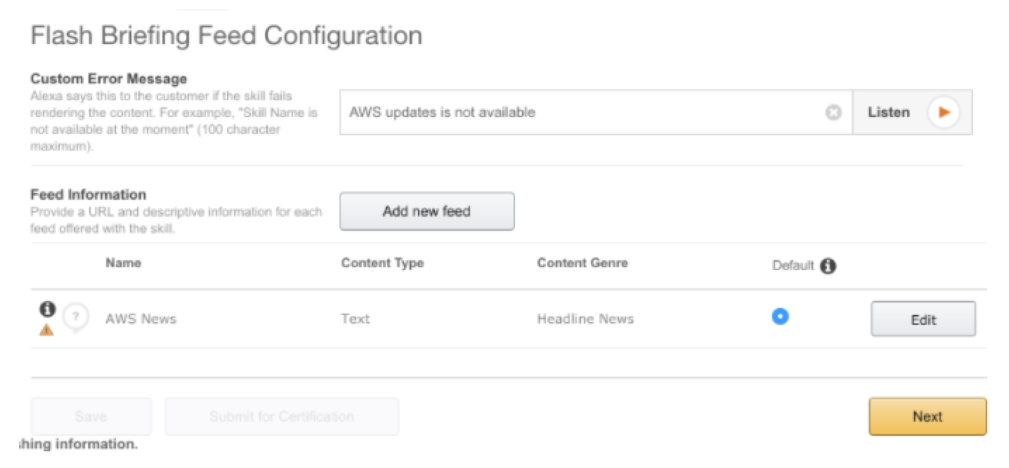 Flash Briefing Feed Configuration
Custom Error Message
Alexa says this to the customer if the skill fails
rendering the content. For example, "Skill Name is
not available at the moment" (100 character
maximum).
AWS updates is not available
Listen
Feed Information
Provide a URL and descriptive information for each
feed offered with the skill.
Add new feed
Name Content Type Content Genre Default
? AWS News Text Headline News Edit
Save Submit for Certification Next
hing information.